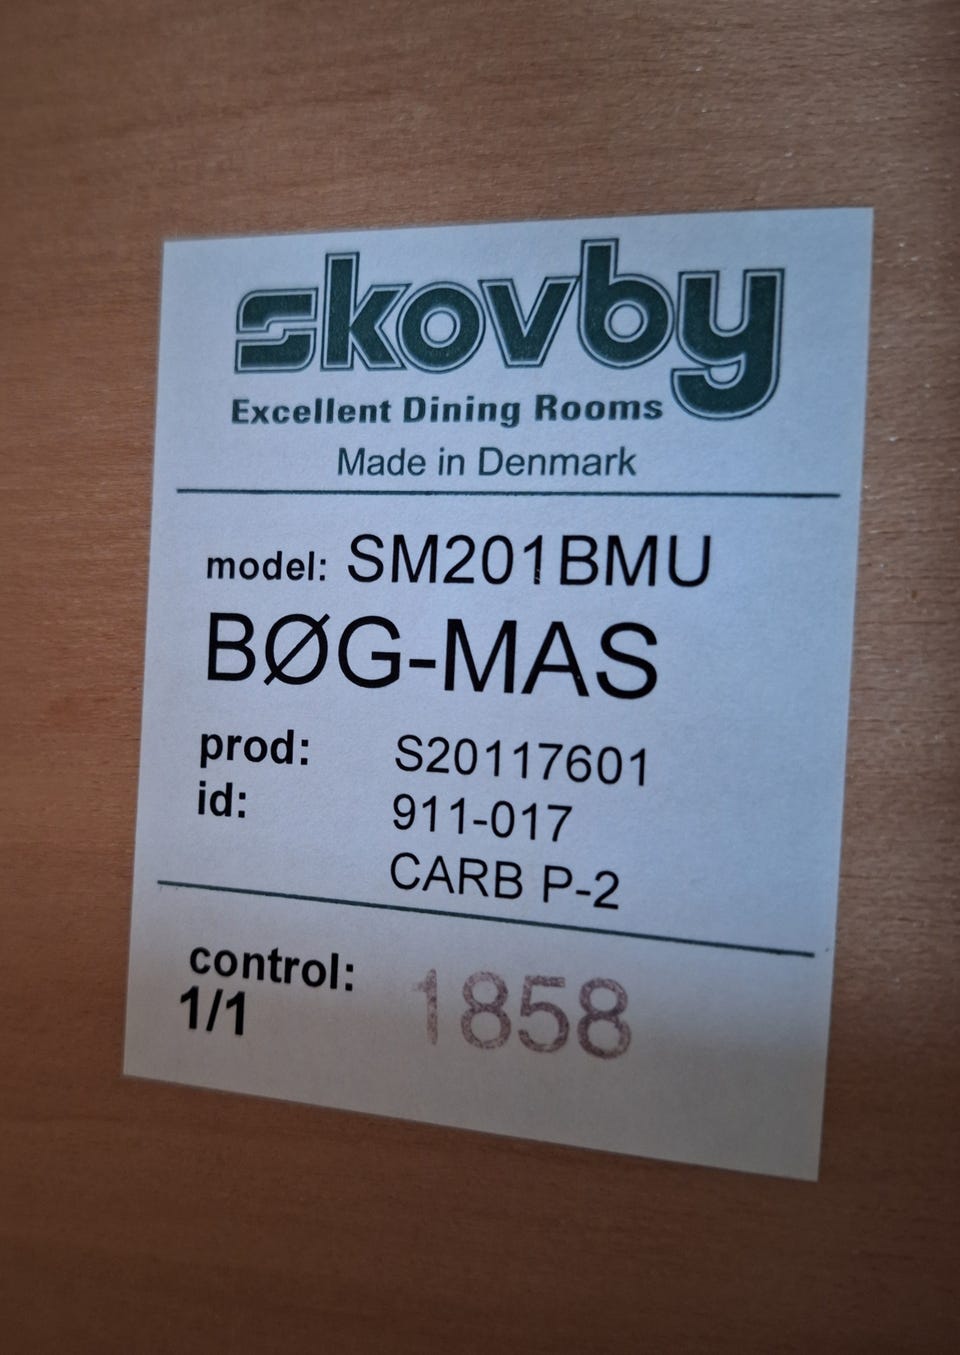 skovby
Excellent Dining Rooms
Made in Denmark
model: SM201BMU
BØG-MAS
prod: S20117601
id: 911-017
CARB P-2
control: 1858
1/1